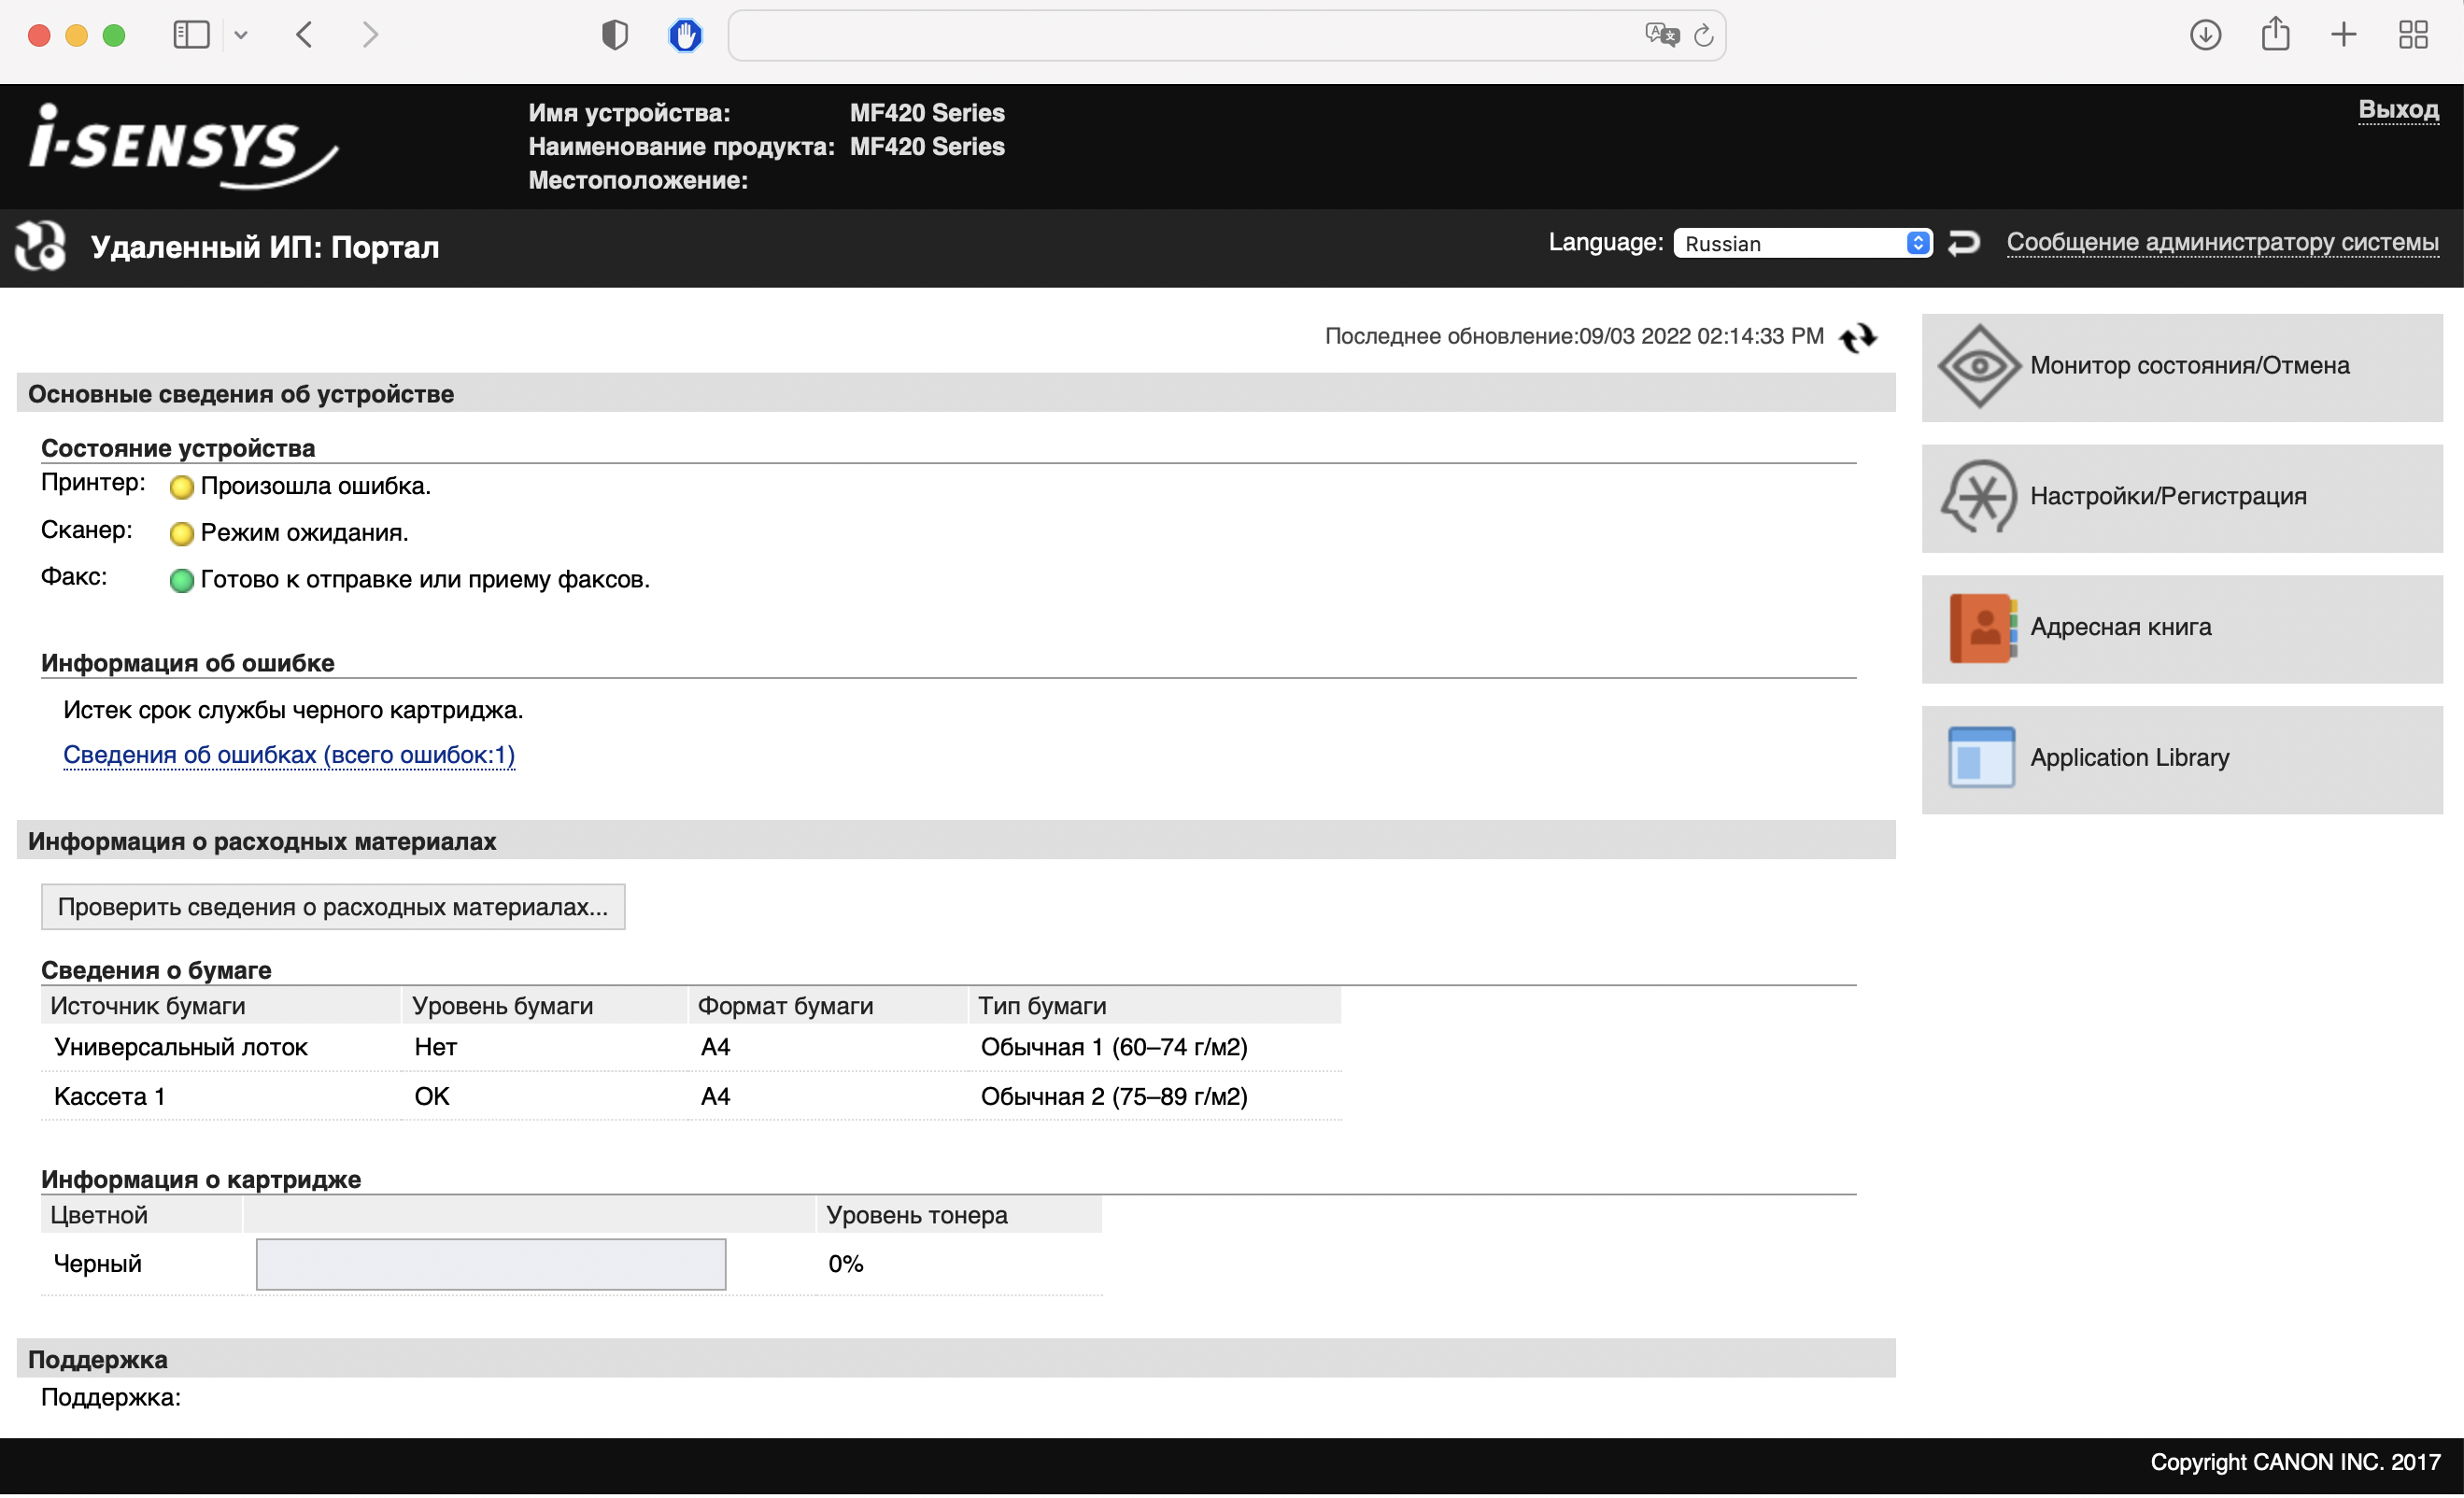 i-SENSYS
Имя устройства: MF420 Series
Наименование продукта: MF420 Series
Местоположение:
Выход
Удаленный ИП: Портал
Language: Russian
Сообщение администратору системы
Последнее обновление:09/03 2022 02:14:33 PM
Основные сведения об устройстве
Состояние устройства
Принтер: Произошла ошибка.
Сканер: Режим ожидания.
Факс: Готово к отправке или приему факсов.
Информация об ошибке
Истек срок службы черного картриджа.
Сведения об ошибках (всего ошибок:1)
Информация о расходных материалах
Проверить сведения о расходных материалах...
Сведения о бумаге
Источник бумаги Уровень бумаги Формат бумаги Тип бумаги
Универсальный лоток Нет A4 Обычная 1 (60–74 г/м2)
Кассета 1 OK A4 Обычная 2 (75–89 г/м2)
Информация о картридже
Цветной Уровень тонера
Черный 0%
Поддержка
Поддержка:
Монитор состояния/Отмена
Настройки/Регистрация
Адресная книга
Application Library
Copyright CANON INC. 2017